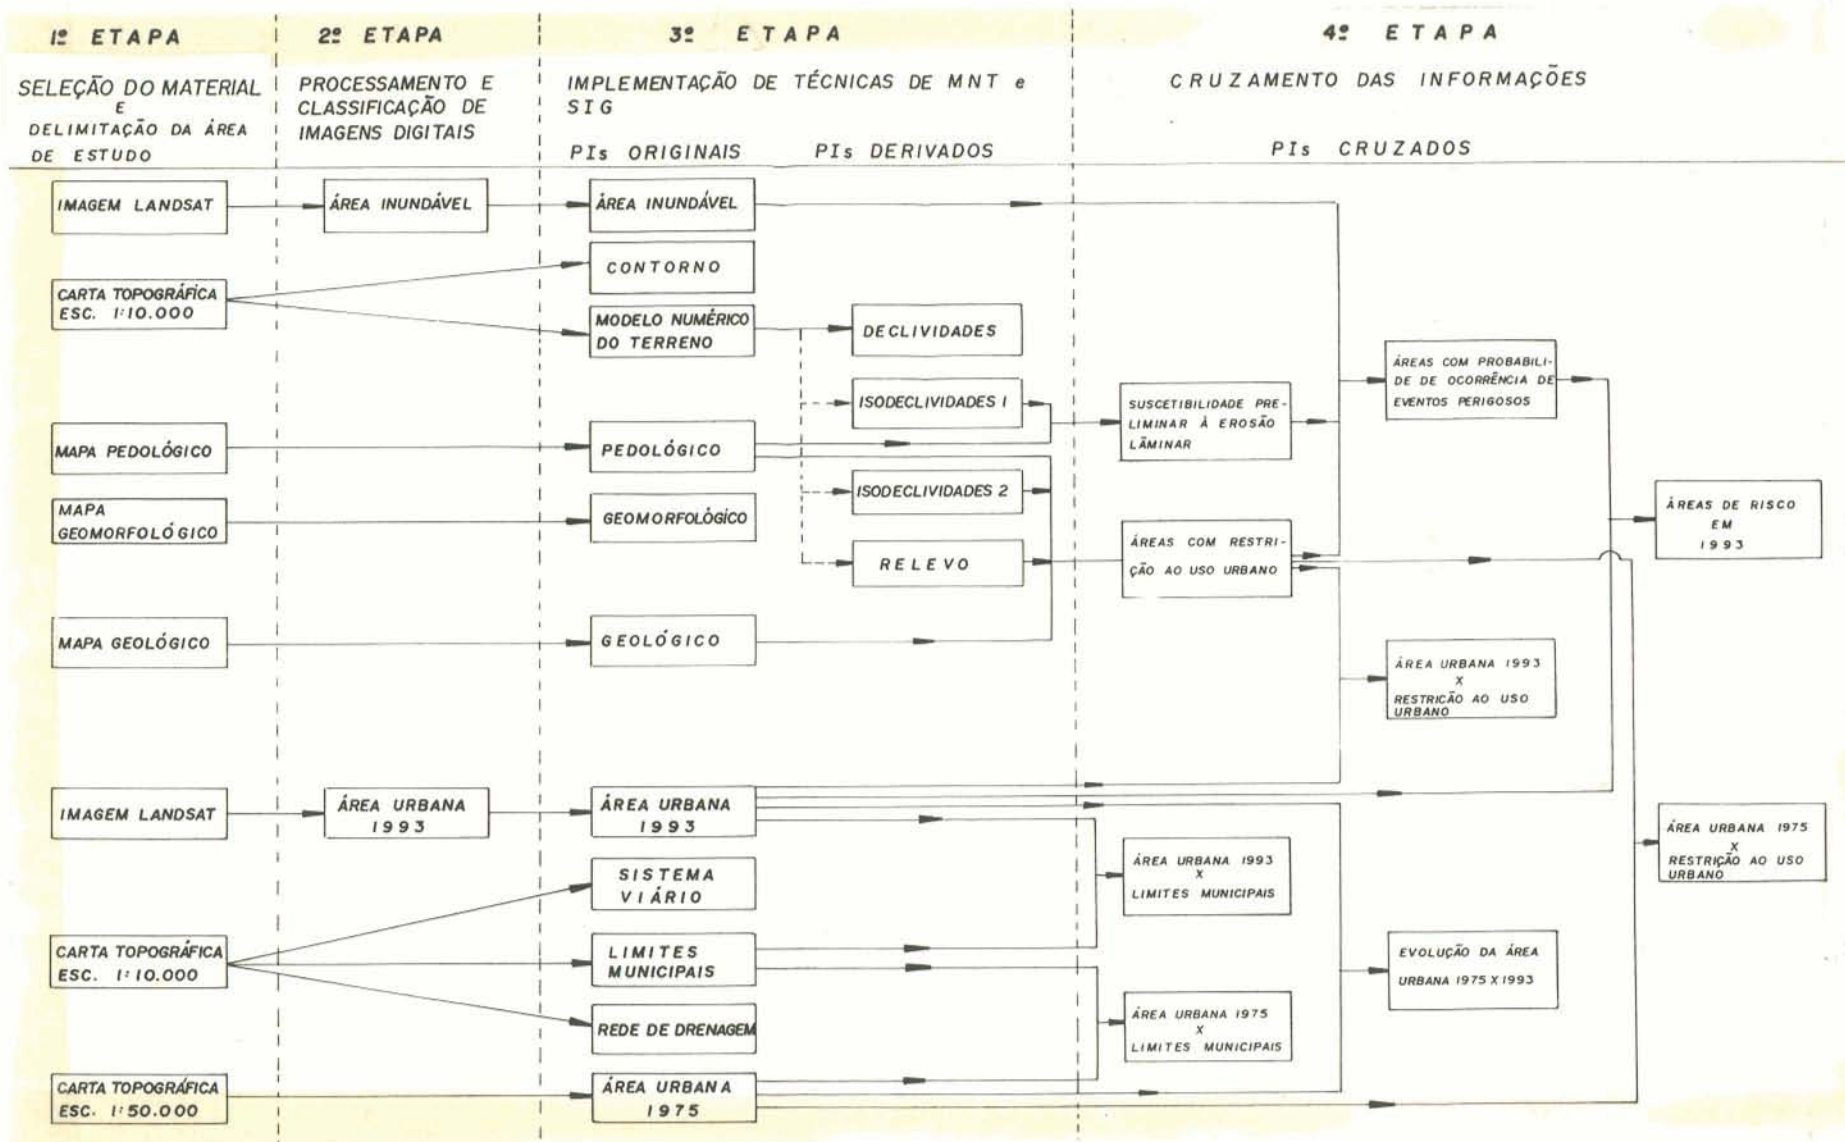 1ª ETAPA
SELEÇÃO DO MATERIAL
E
DELIMITAÇÃO DA ÁREA
DE ESTUDO
2ª ETAPA
PROCESSAMENTO E
CLASSIFICAÇÃO DE
IMAGENS DIGITAIS
3ª ETAPA
IMPLEMENTAÇÃO DE TÉCNICAS DE MNT e
SIG
PIs ORIGINAIS
PIs DERIVADOS
4ª ETAPA
CRUZAMENTO DAS INFORMAÇÕES
PIs CRUZADOS
IMAGEM LANDSAT
CARTA TOPOGRÁFICA
ESC. 1:10.000
MAPA PEDOLÓGICO
MAPA
GEOMORFOLÓGICO
MAPA GEOLÓGICO
IMAGEM LANDSAT
CARTA TOPOGRÁFICA
ESC. 1:10.000
CARTA TOPOGRÁFICA
ESC. 1:50.000
ÁREA INUNDÁVEL
ÁREA URBANA
1993
ÁREA INUNDÁVEL
CONTORNO
MODELO NUMÉRICO
DO TERRENO
PEDOLÓGICO
GEOMORFOLÓGICO
GEOLÓGICO
ÁREA URBANA
1993
SISTEMA
VIÁRIO
LIMITES
MUNICIPAIS
REDE DE DRENAGEM
ÁREA URBANA
1975
DECLIVIDADES
ISODECLIVIDADES 1
ISODECLIVIDADES 2
RELEVO
SUSCETIBILIDADE PRE-
LIMINAR À EROSÃO
LÂMINAR
ÁREAS COM RESTRI-
ÇÃO AO USO URBANO
ÁREA URBANA 1993
X
LIMITES MUNICIPAIS
ÁREA URBANA 1975
X
LIMITES MUNICIPAIS
ÁREAS COM PROBABILI-
DE DE OCORRÊNCIA DE
EVENTOS PERIGOSOS
ÁREA URBANA 1993
X
RESTRICÃO AO USO
URBANO
EVOLUÇÃO DA ÁREA
URBANA 1975 X 1993
ÁREAS DE RISCO
EM
1993
ÁREA URBANA 1975
X
RESTRIÇÃO AO USO
URBANO